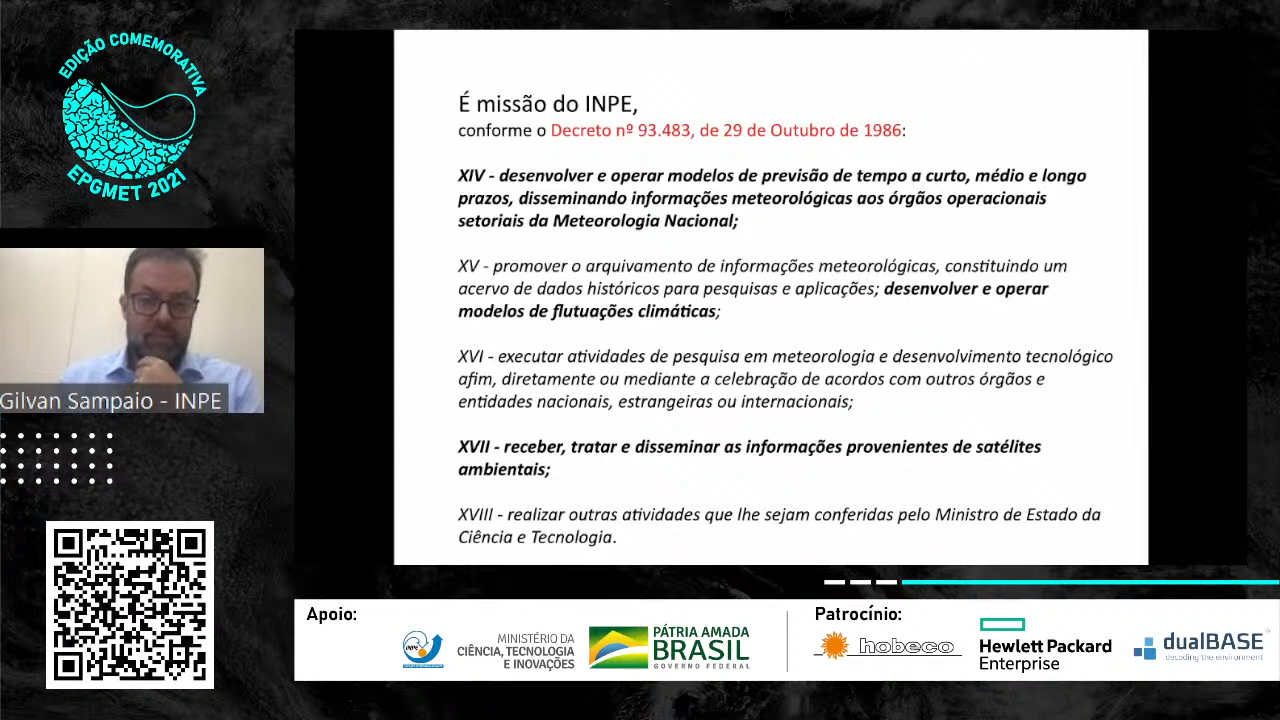 EDIÇÃO COMEMORATIVA
EPGMET 2021
É missão do INPE,
conforme o Decreto nº 93.483, de 29 de Outubro de 1986:
XIV - desenvolver e operar modelos de previsão de tempo a curto, médio e longo
prazos, disseminando informações meteorológicas aos órgãos operacionais
setoriais da Meteorologia Nacional;
XV - promover o arquivamento de informações meteorológicas, constituindo um
acervo de dados históricos para pesquisas e aplicações; desenvolver e operar
modelos de flutuações climáticas;
XVI - executar atividades de pesquisa em meteorologia e desenvolvimento tecnológico
afim, diretamente ou mediante a celebração de acordos com outros órgãos e
entidades nacionais, estrangeiras ou internacionais;
XVII - receber, tratar e disseminar as informações provenientes de satélites
ambientais;
XVIII - realizar outras atividades que lhe sejam conferidas pelo Ministro de Estado da
Ciência e Tecnologia.
Gilvan Sampaio - INPE
Apoio:
INPE
MINISTÉRIO DA
CIÊNCIA, TECNOLOGIA
E INOVAÇÕES
PÁTRIA AMADA
BRASIL
GOVERNO FEDERAL
Patrocínio:
hobeco
Hewlett Packard
Enterprise
dualBASE
decoding the environment